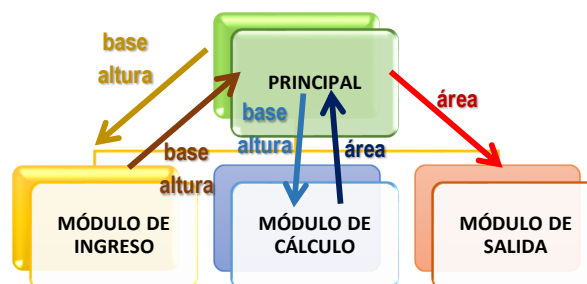 base
altura
PRINCIPAL
área
base
altura
base
altura
área
MÓDULO DE
INGRESO
MÓDULO DE
CÁLCULO
MÓDULO DE
SALIDA